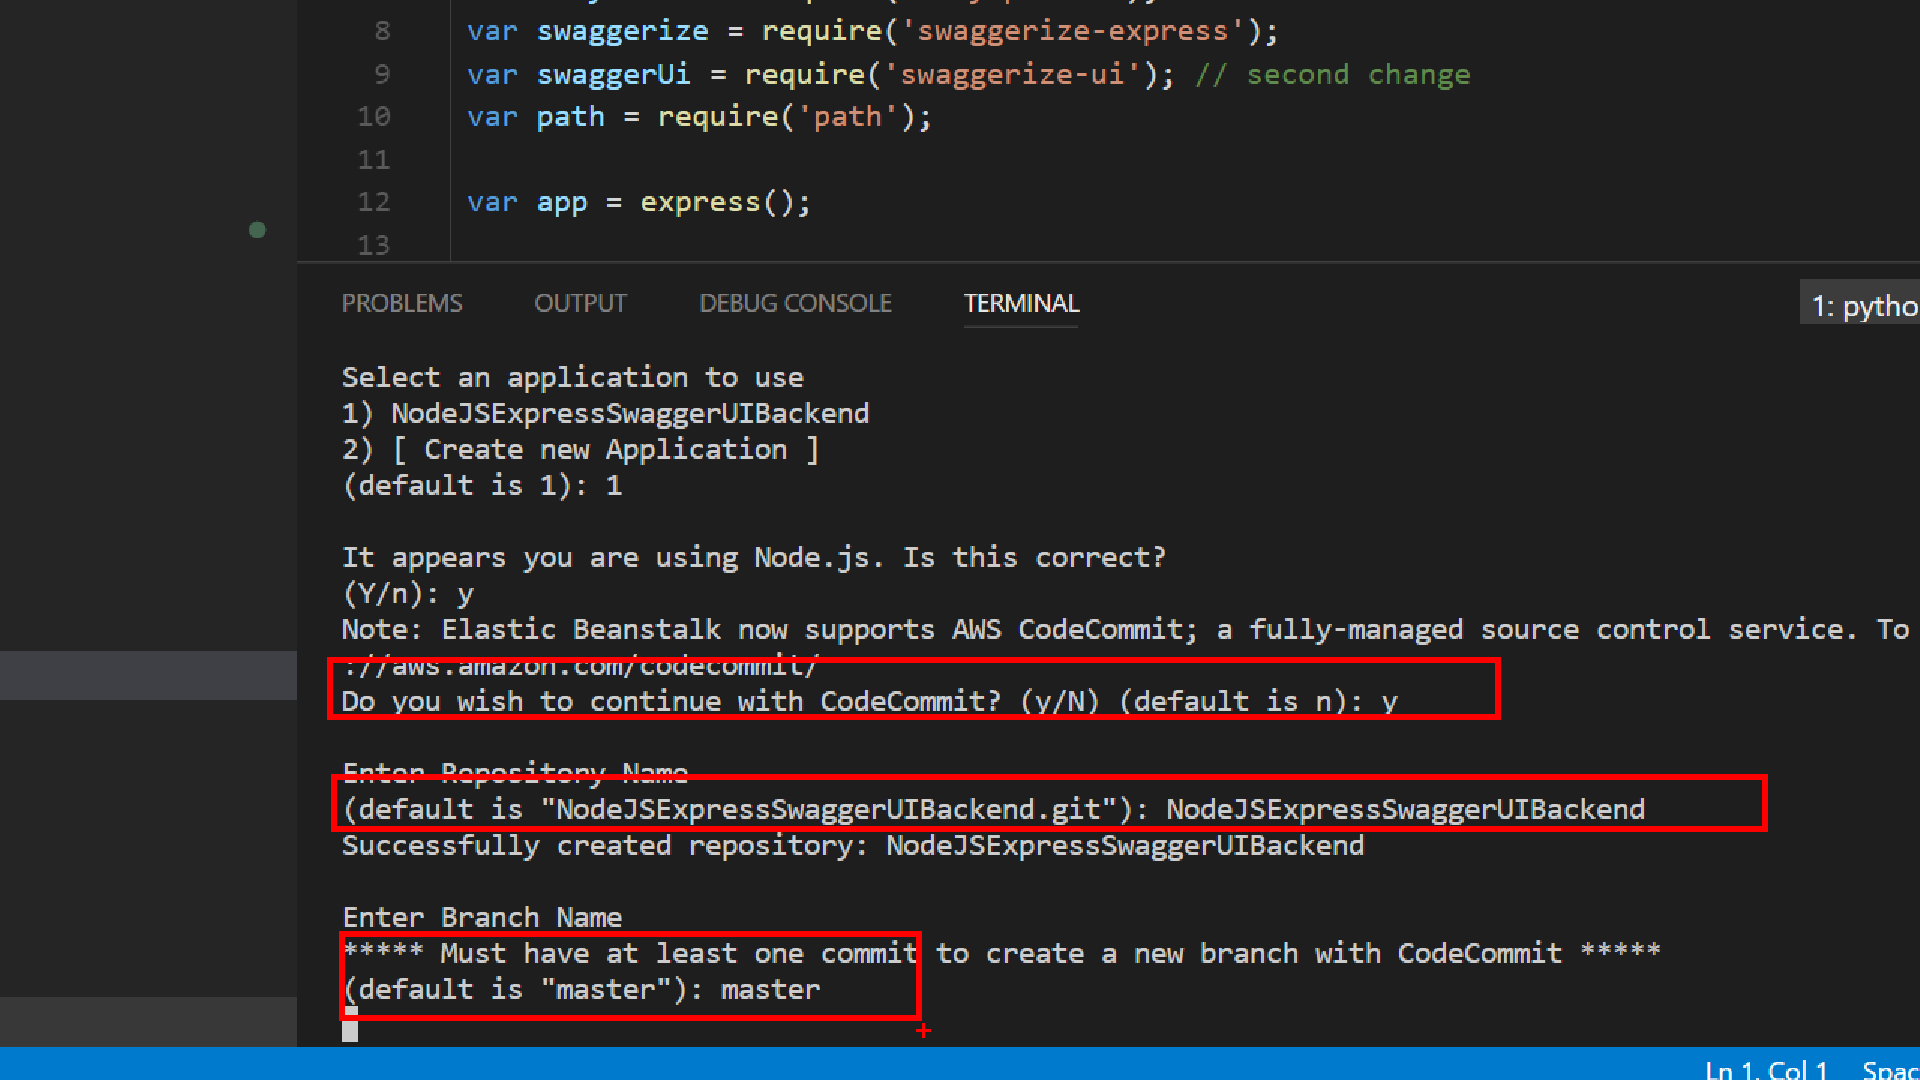 8 var swaggerize = require('swaggerize-express');
9 var swaggerUi = require('swaggerize-ui'); // second change
10 var path = require('path');
11
12 var app = express();
13
PROBLEMS OUTPUT DEBUG CONSOLE TERMINAL 1: pytho
Select an application to use
1) NodeJSExpressSwaggerUIBackend
2) [ Create new Application ]
(default is 1): 1
It appears you are using Node.js. Is this correct?
(Y/n): y
Note: Elastic Beanstalk now supports AWS CodeCommit; a fully-managed source control service. To
://aws.amazon.com/codecommit/
Do you wish to continue with CodeCommit? (y/N) (default is n): y
Enter Repository Name
(default is "NodeJSExpressSwaggerUIBackend.git"): NodeJSExpressSwaggerUIBackend
Successfully created repository: NodeJSExpressSwaggerUIBackend
Enter Branch Name
***** Must have at least one commit to create a new branch with CodeCommit *****
(default is "master"): master
Ln 1, Col 1 Spac